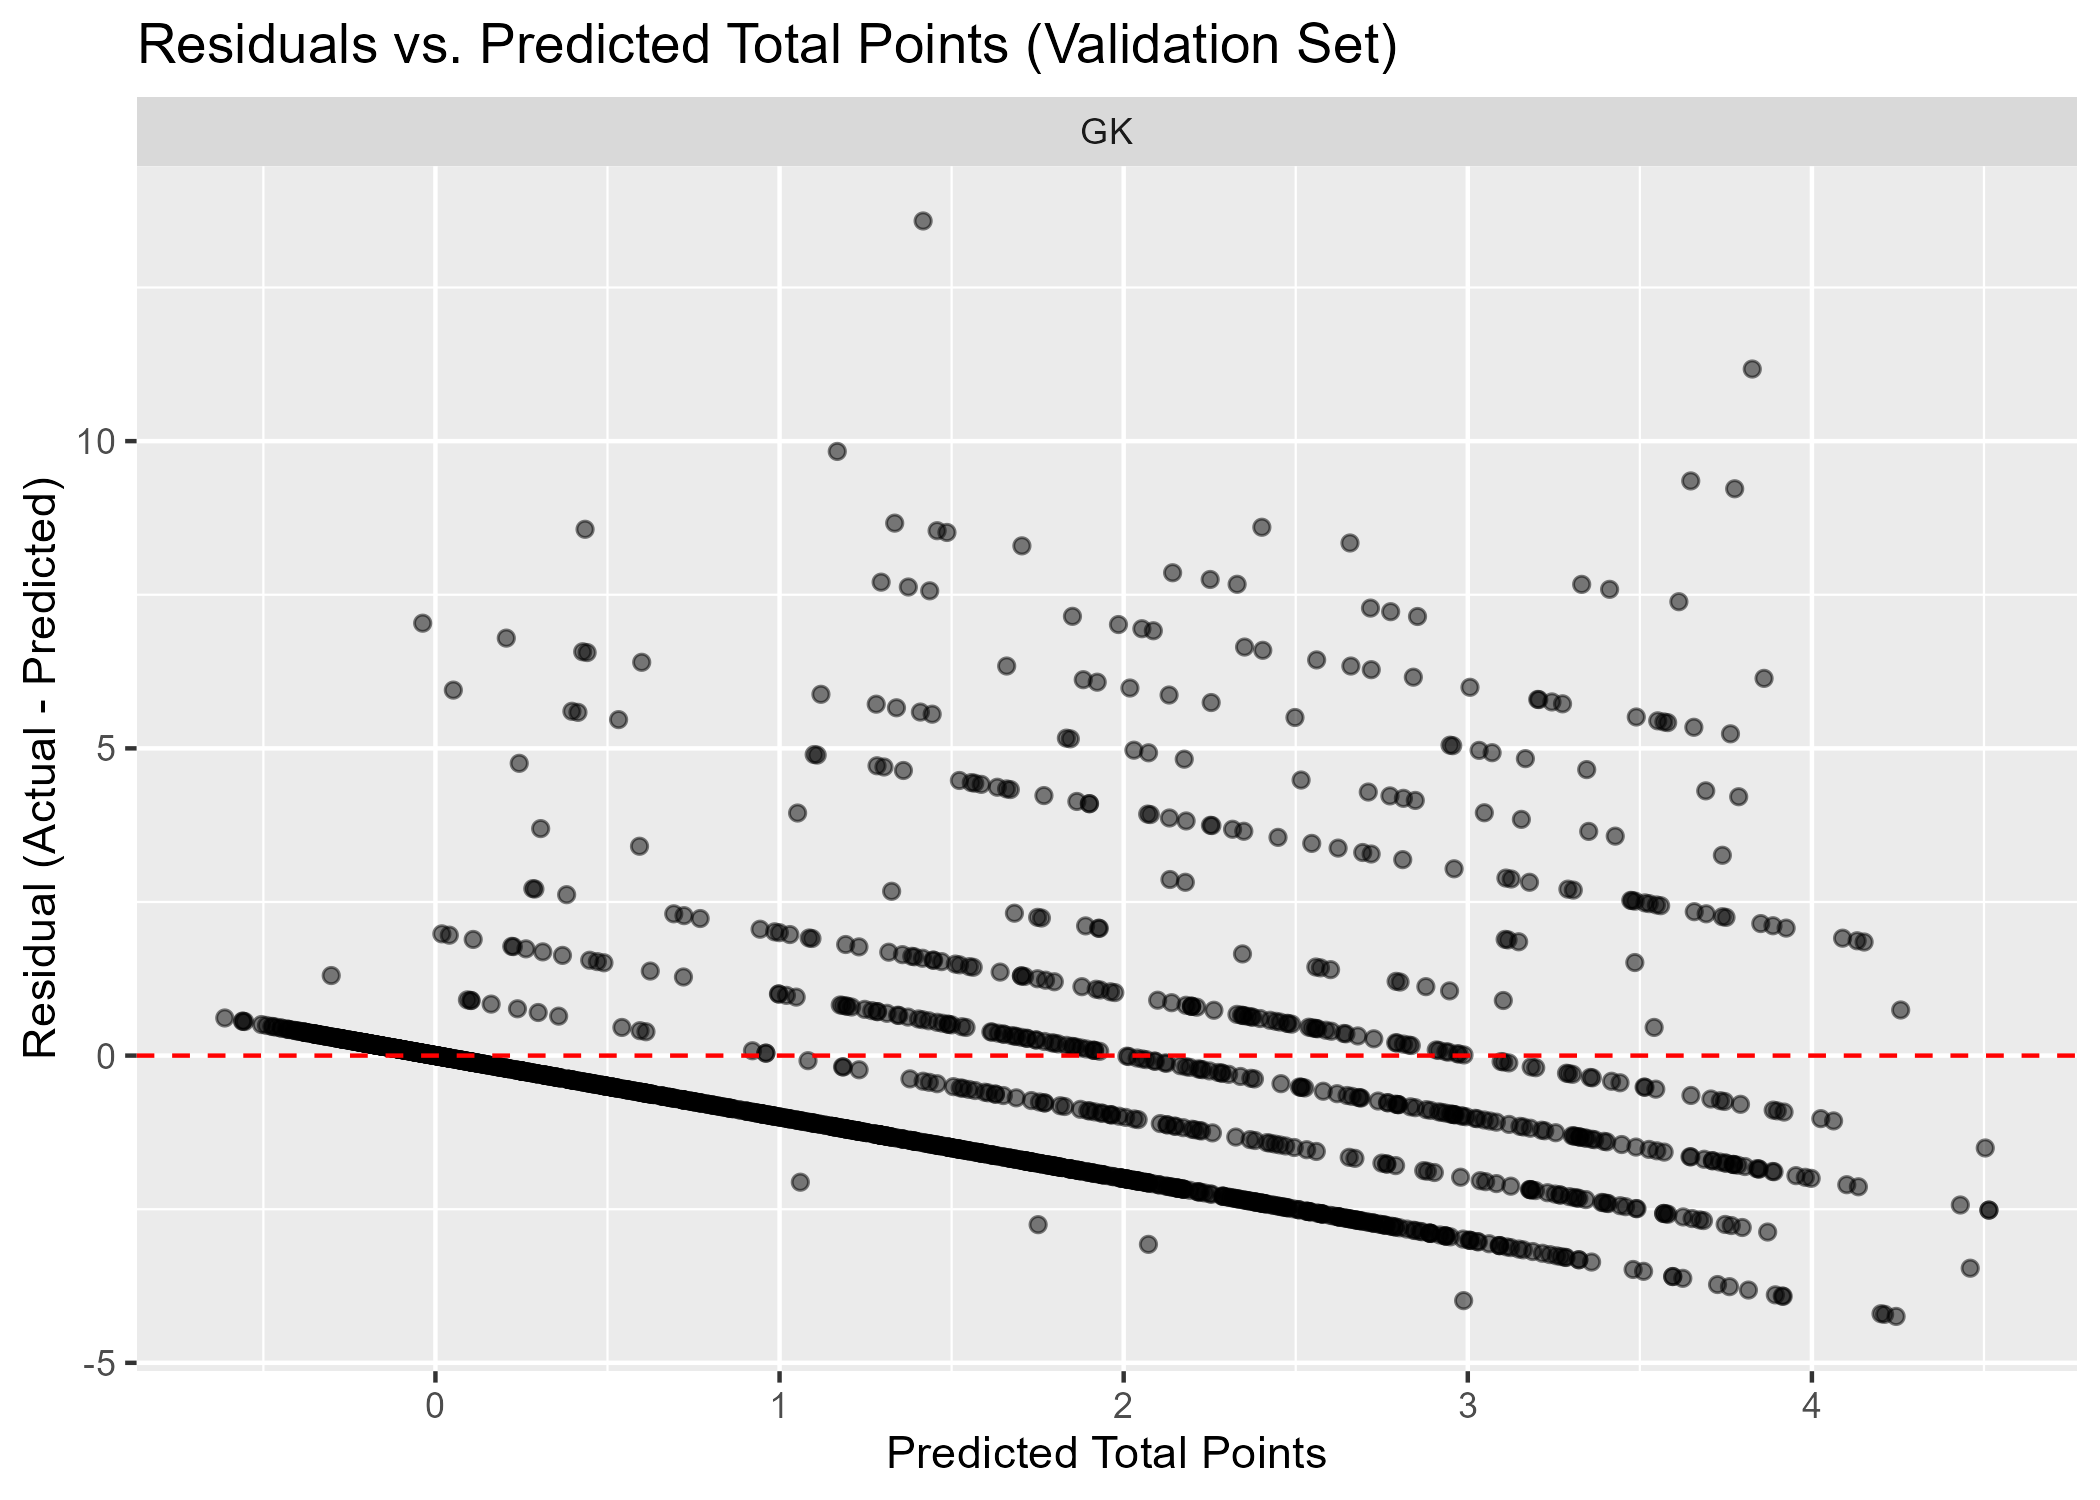 Residuals vs. Predicted Total Points (Validation Set)
GK
Residual (Actual - Predicted)
10
5
0
-5
0 1 2 3 4
Predicted Total Points